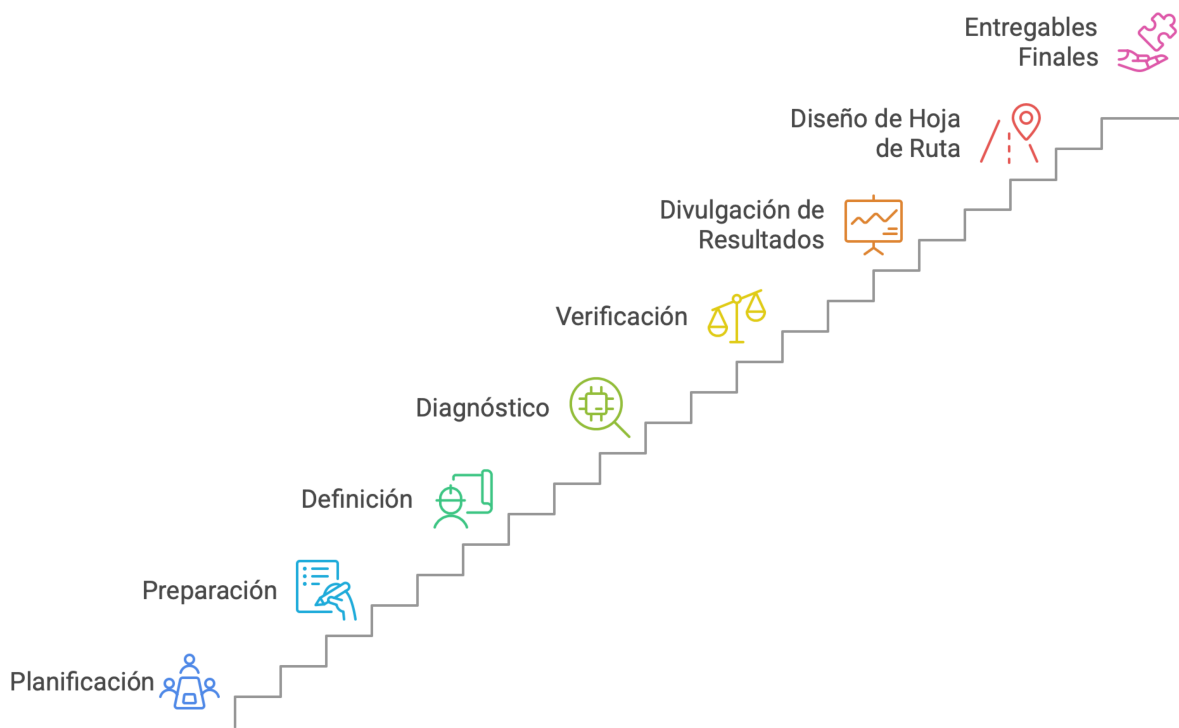 Entregables
Finales
Diseño de Hoja
de Ruta
Divulgación de
Resultados
Verificación
Diagnóstico
Definición
Preparación
Planificación